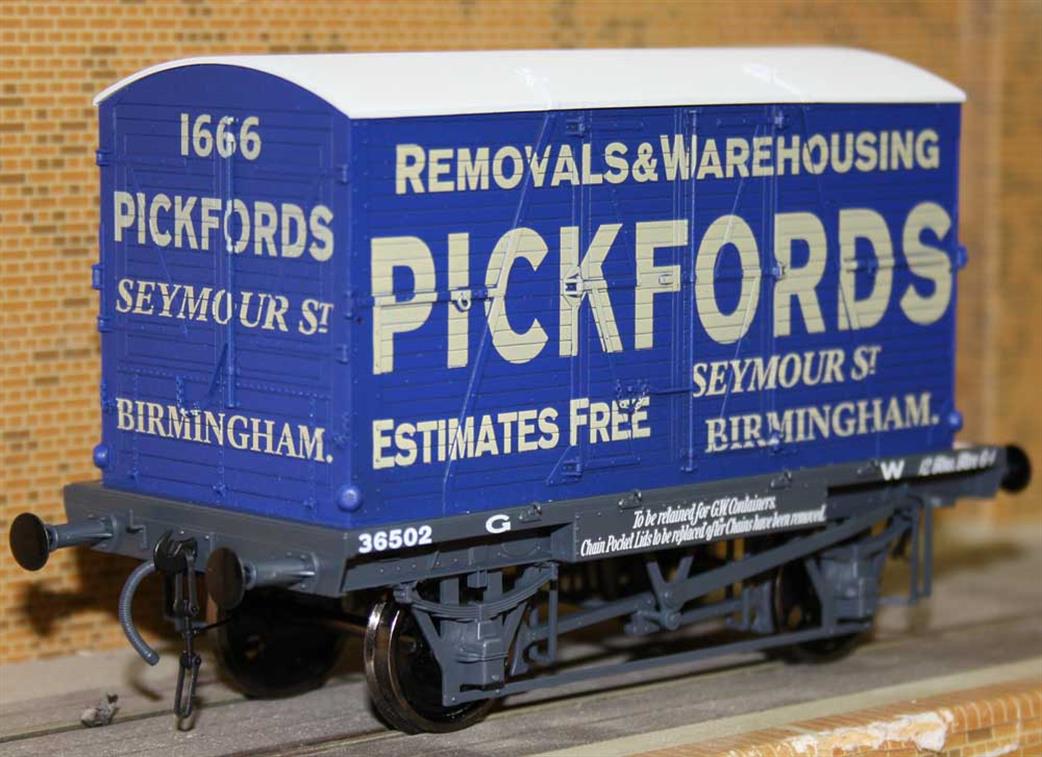 1666
PICKFORDS
SEYMOUR ST
BIRMINGHAM.
REMOVALS & WAREHOUSING
PICKFORDS
SEYMOUR ST
ESTIMATES FREE
BIRMINGHAM.
36502
G
W
To be retained for G.W. Containers.
Chain Pocket Lids to be replaced after Chains have been removed.